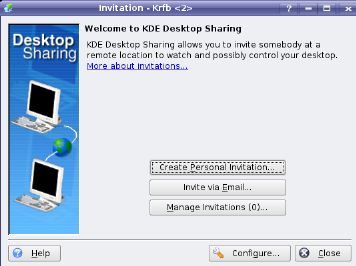 Invitation - Krfb <2>
Desktop
Sharing
Welcome to KDE Desktop Sharing
KDE Desktop Sharing allows you to invite somebody at a
remote location to watch and possibly control your desktop.
More about invitations...
Create Personal Invitation...
Invite via Email...
Manage Invitations (0)...
Help
Configure...
Close